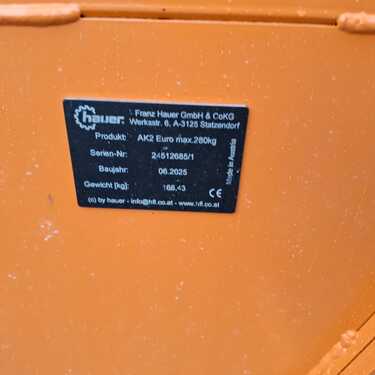 hauer
Franz Hauer GmbH & CoKG
Werksstr. 6, A-3125 Statzendorf
Produkt: AK2 Euro max.280kg
Serien-Nr: 24512685/1
Baujahr: 06.2025
Gewicht [kg]: 168,43
CE
(c) by hauer - info@hfl.co.at - www.hfl.co.at
Made in Austria